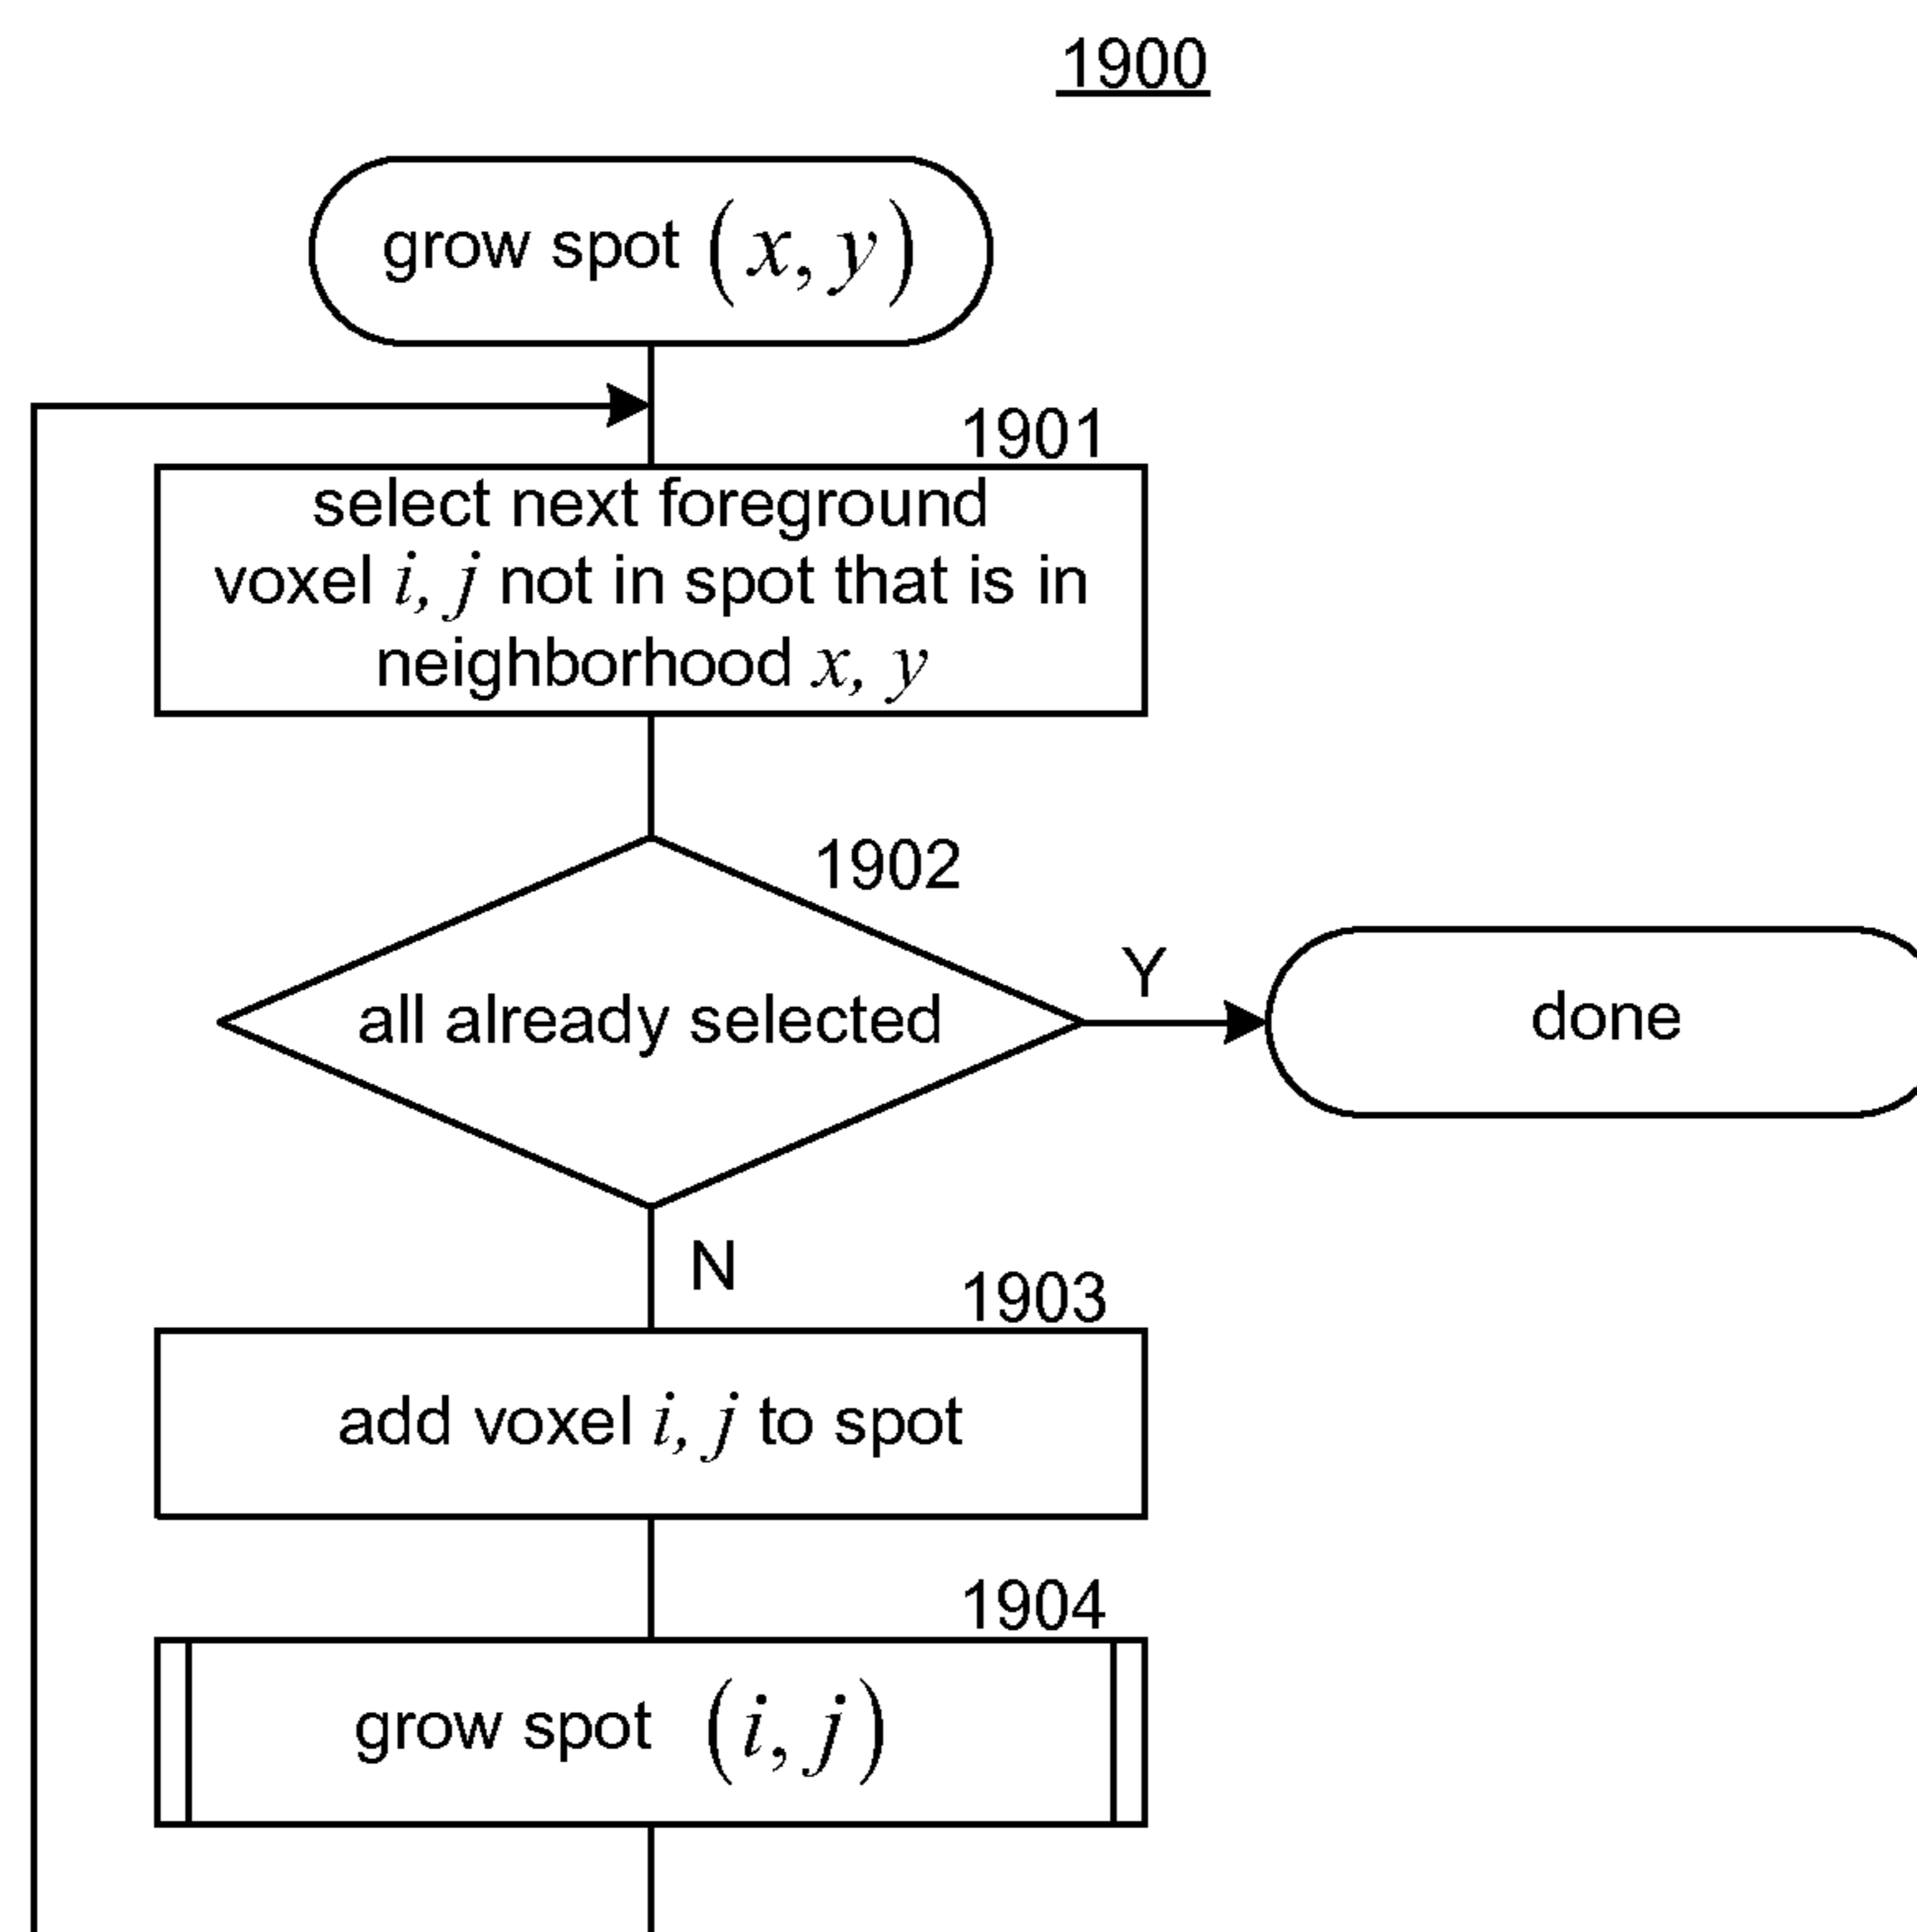 1900
grow spot (x, y)
1901
select next foreground
voxel i, j not in spot that is in
neighborhood x, y
1902
all already selected
Y
done
N
1903
add voxel i, j to spot
1904
grow spot (i, j)